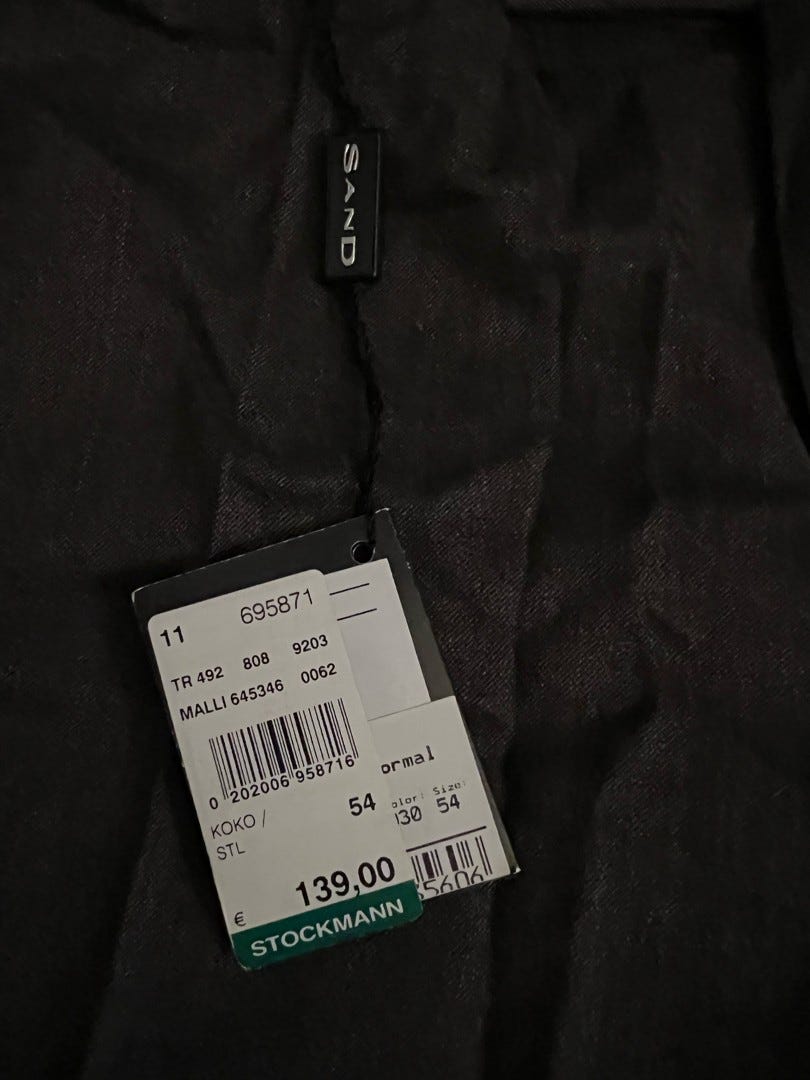 SAND
11 695871
TR 492 808 9203
MALLI 645346 0062
0 202006 958716
KOKO / 54
STL
139,00
€
STOCKMANN
Size:
54